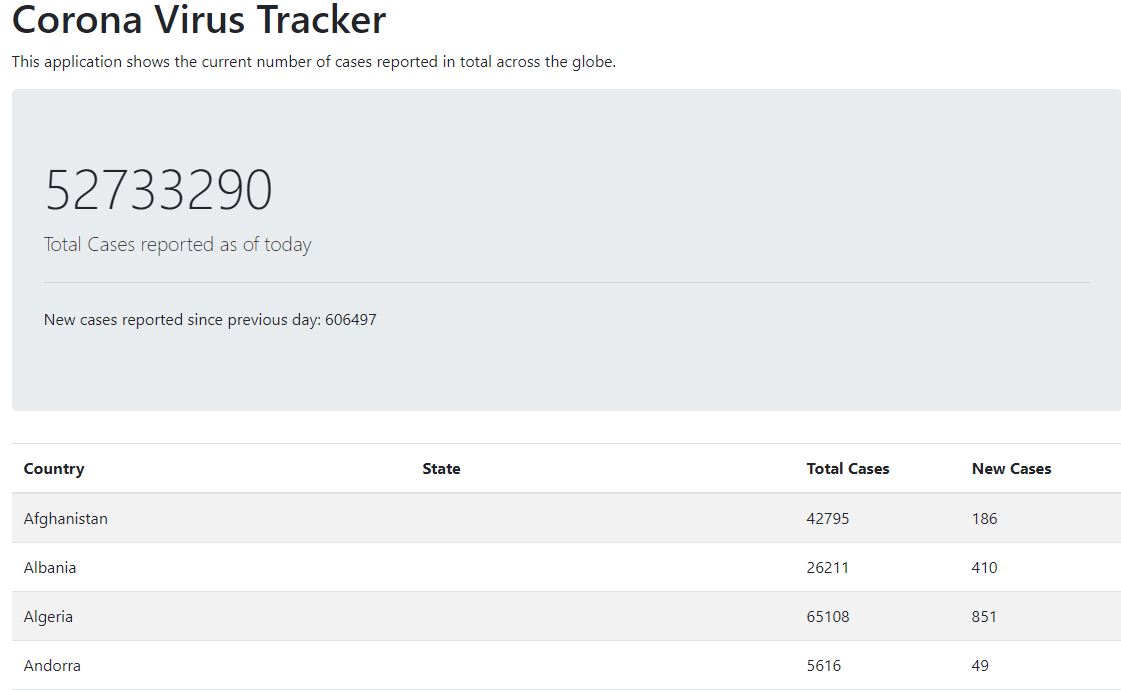 Corona Virus Tracker
This application shows the current number of cases reported in total across the globe.
52733290
Total Cases reported as of today
New cases reported since previous day: 606497
Country State Total Cases New Cases
Afghanistan 42795 186
Albania 26211 410
Algeria 65108 851
Andorra 5616 49